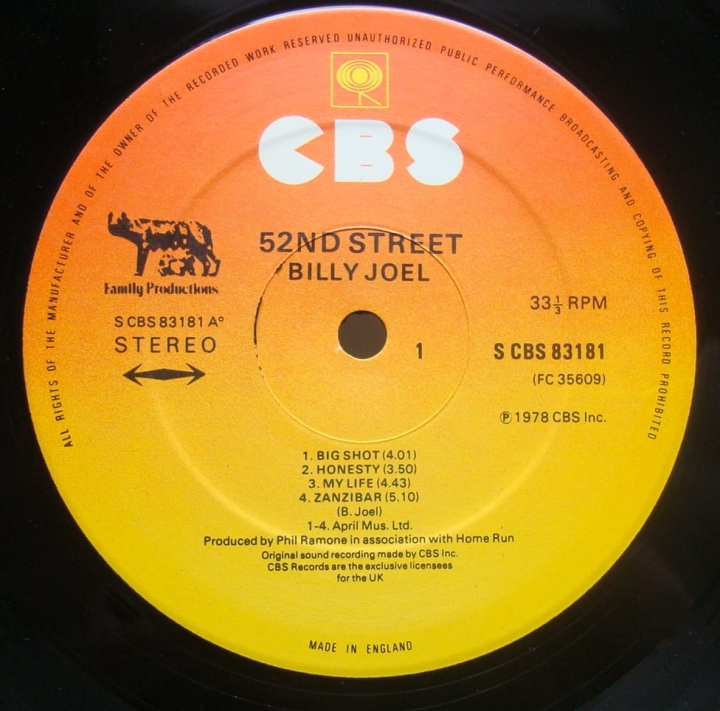 ALL RIGHTS OF THE MANUFACTURER AND OF THE OWNER OF THE RECORDED WORK RESERVED UNAUTHORIZED PUBLIC PERFORMANCE BROADCASTING AND COPYING OF THIS RECORD PROHIBITED
CBS
52ND STREET
BILLY JOEL
Family Productions
33⅓ RPM
S CBS 83181 A°
STEREO
1
S CBS 83181
(FC 35609)
℗ 1978 CBS Inc.
1. BIG SHOT (4.01)
2. HONESTY (3.50)
3. MY LIFE (4.43)
4. ZANZIBAR (5.10)
(B. Joel)
1-4. April Mus. Ltd.
Produced by Phil Ramone in association with Home Run
Original sound recording made by CBS Inc.
CBS Records are the exclusive licensees
for the UK
MADE IN ENGLAND